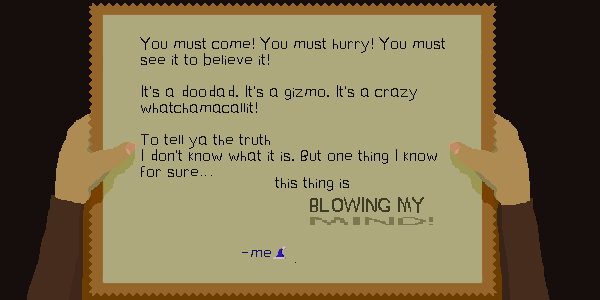 You must come! You must hurry! You must
see it to believe it!
It's a doodad. It's a gizmo. It's a crazy
whatchamacallit!
To tell ya the truth
I don't know what it is. But one thing I know
for sure...
this thing is
BLOWING MY
MIND!
-me